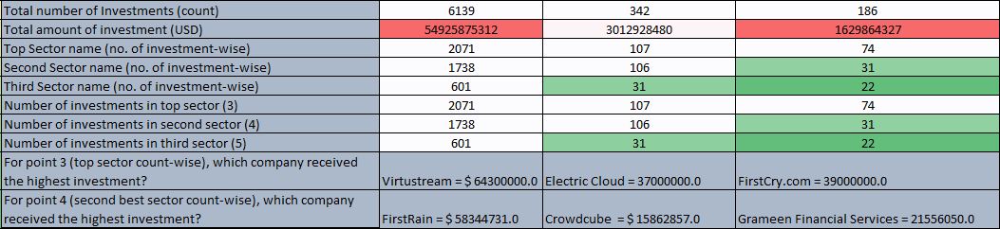 Total number of Investments (count) 6139 342 186
Total amount of investment (USD) 54925875312 3012928480 1629864327
Top Sector name (no. of investment-wise) 2071 107 74
Second Sector name (no. of investment-wise) 1738 106 31
Third Sector name (no. of investment-wise) 601 31 22
Number of investments in top sector (3) 2071 107 74
Number of investments in second sector (4) 1738 106 31
Number of investments in third sector (5) 601 31 22
For point 3 (top sector count-wise), which company received
the highest investment? Virtustream = $ 64300000.0 Electric Cloud = 37000000.0 FirstCry.com = 39000000.0
For point 4 (second best sector count-wise), which company
received the highest investment? FirstRain = $ 58344731.0 Crowdcube = $ 15862857.0 Grameen Financial Services = 21556050.0